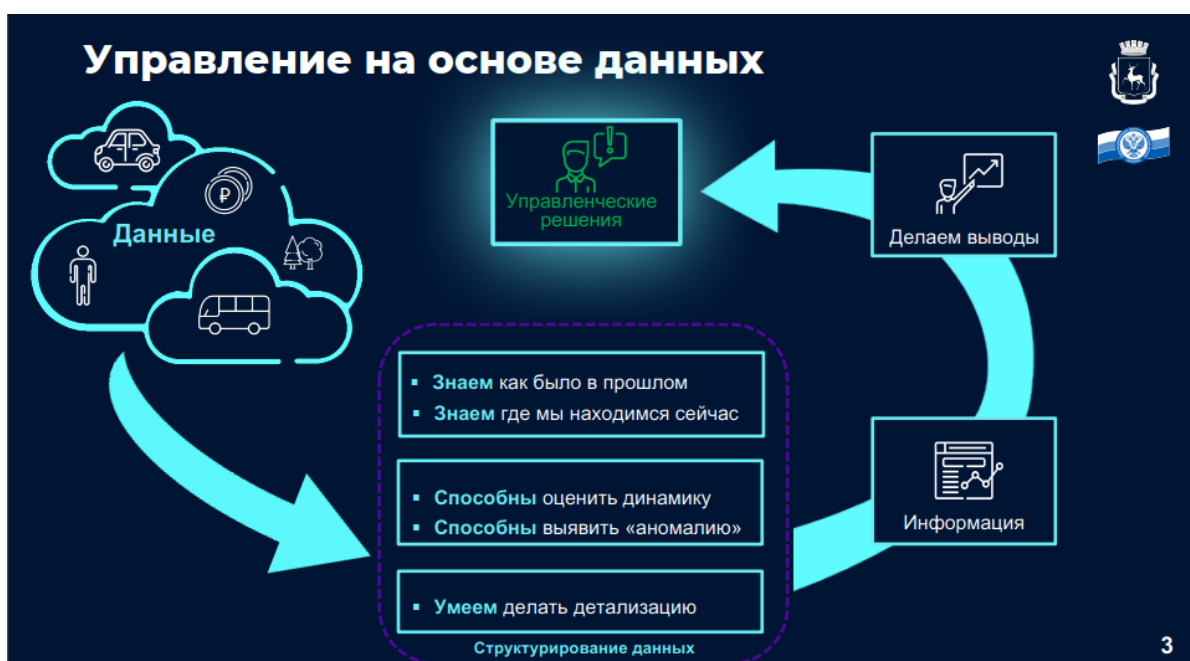 Управление на основе данных
Данные
₽
Управленческие
решения
Делаем выводы
▪ Знаем как было в прошлом
▪ Знаем где мы находимся сейчас
▪ Способны оценить динамику
▪ Способны выявить «аномалию»
Информация
▪ Умеем делать детализацию
Структурирование данных
3